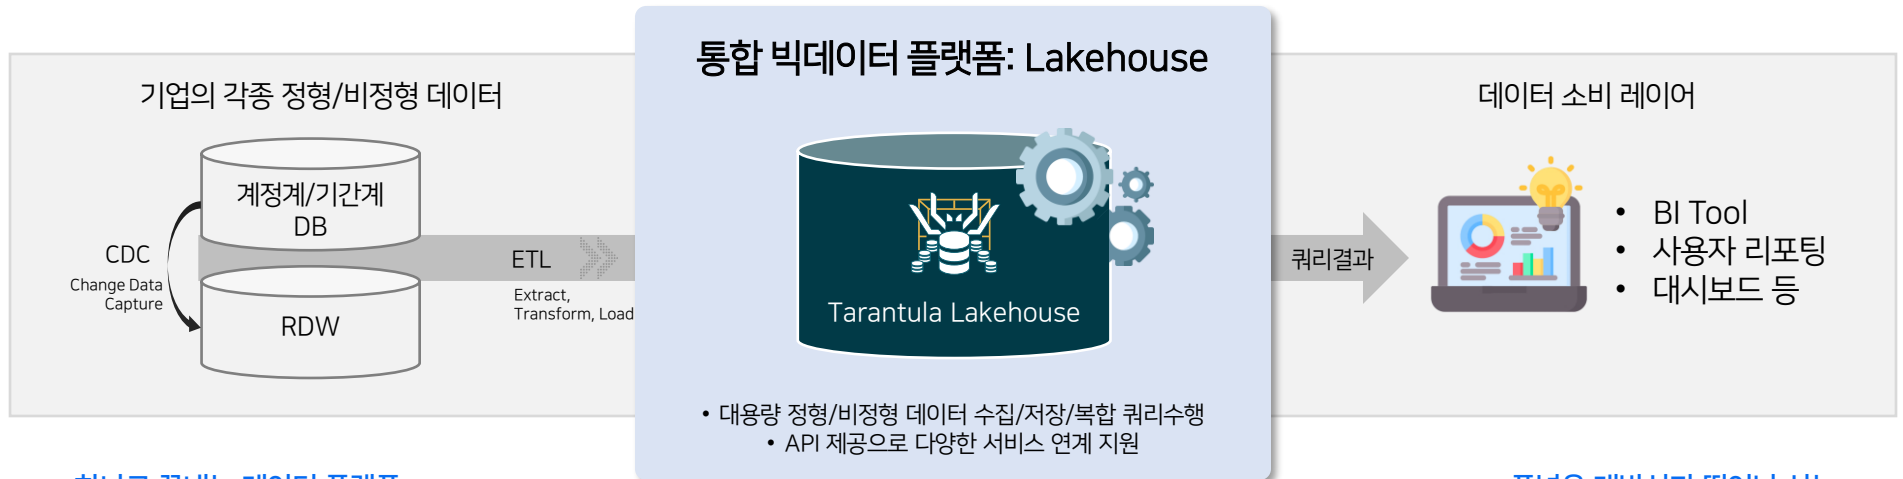 통합 빅데이터 플랫폼: Lakehouse
기업의 각종 정형/비정형 데이터
계정계/기간계
DB
CDC
Change Data
Capture
RDW
ETL
Extract,
Transform, Load
Tarantula Lakehouse
• 대용량 정형/비정형 데이터 수집/저장/복합 쿼리수행
• API 제공으로 다양한 서비스 연계 지원
쿼리결과
데이터 소비 레이어
• BI Tool
• 사용자 리포팅
• 대시보드 등